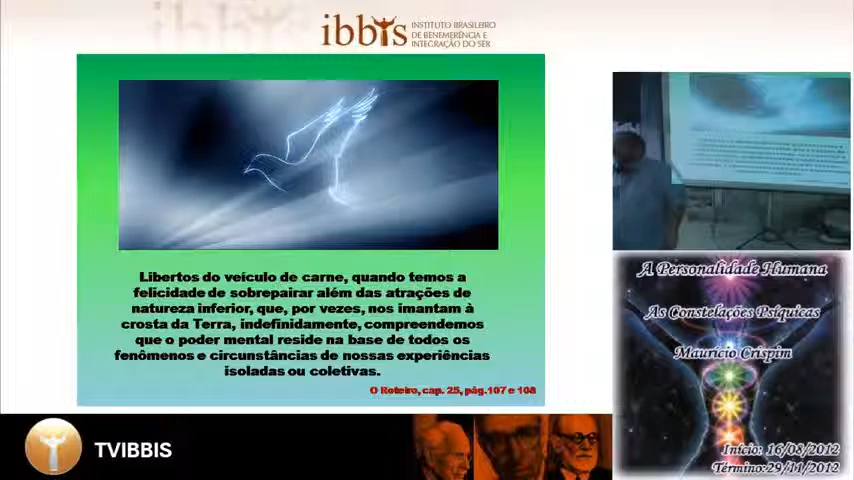 ibbis
INSTITUTO BRASILEIRO
DE BENEMERÊNCIA E
INTEGRAÇÃO DO SER
Libertos do veículo de carne, quando temos a
felicidade de sobrepairar além das atrações de
natureza inferior, que, por vezes, nos imantam à
crosta da Terra, indefinidamente, compreendemos
que o poder mental reside na base de todos os
fenômenos e circunstâncias de nossas experiências
isoladas ou coletivas.
O Roteiro, cap. 25, pág.107 e 108
A Personalidade Humana
As Constelações Psíquicas
Maurício Crispim
Início: 16/08/2012
Término:29/11/2012
TVIBBIS